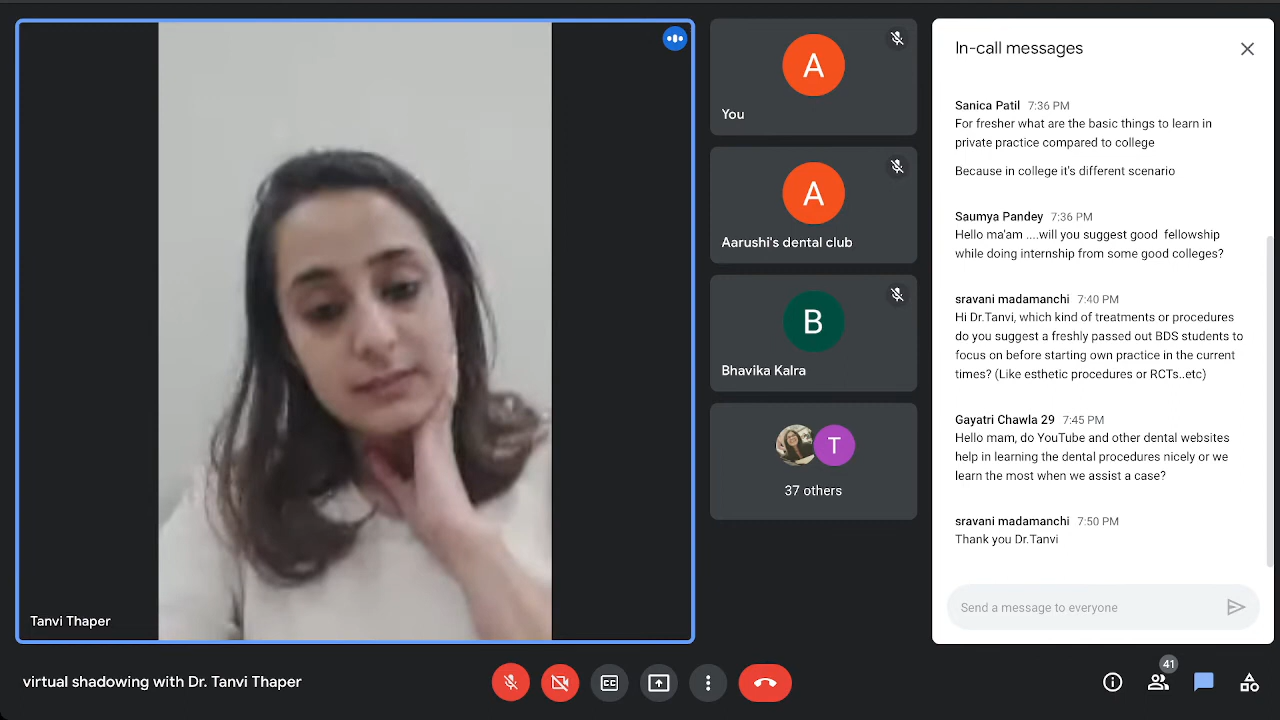 A
You
A
Aarushi's dental club
B
Bhavika Kalra
T
37 others
Tanvi Thaper
In-call messages
Sanica Patil 7:36 PM
For fresher what are the basic things to learn in
private practice compared to college
Because in college it's different scenario
Saumya Pandey 7:36 PM
Hello ma'am ....will you suggest good fellowship
while doing internship from some good colleges?
sravani madamanchi 7:40 PM
Hi Dr.Tanvi, which kind of treatments or procedures
do you suggest a freshly passed out BDS students to
focus on before starting own practice in the current
times? (Like esthetic procedures or RCTs..etc)
Gayatri Chawla 29 7:45 PM
Hello mam, do YouTube and other dental websites
help in learning the dental procedures nicely or we
learn the most when we assist a case?
sravani madamanchi 7:50 PM
Thank you Dr.Tanvi
Send a message to everyone
virtual shadowing with Dr. Tanvi Thaper
CC
41